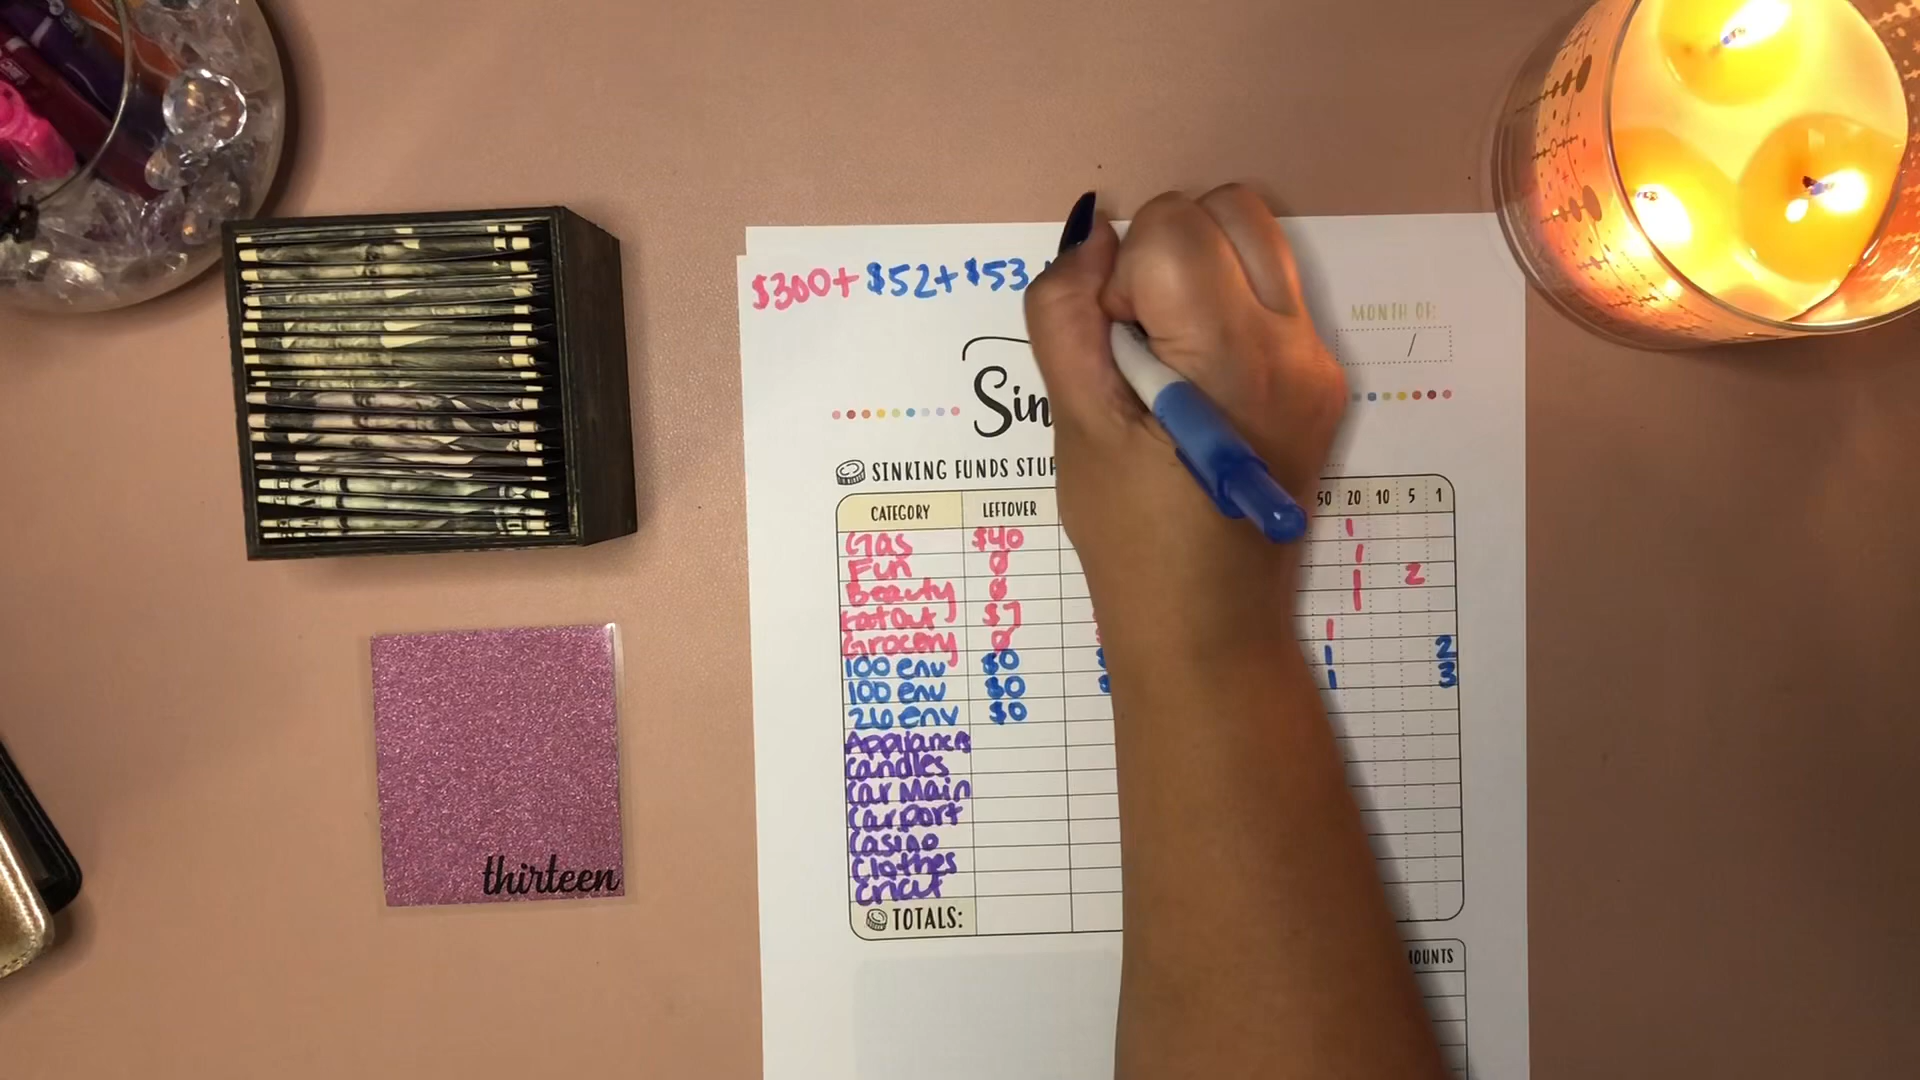 $300+ $52+ $53
MONTH OF:
/
Sin
SINKING FUNDS STUF
CATEGORY LEFTOVER 50 20 10 5 1
Gas $40 1
Fun 0 1
Beauty 0 1 2
Eat Out $7 1
Grocery 0 1
100 env $0 1 2
100 env $0 1 3
26 env $0
Appliances
Candles
Car Main
Carport
Casino
Clothes
Cricut
TOTALS:
OUNTS
thirteen